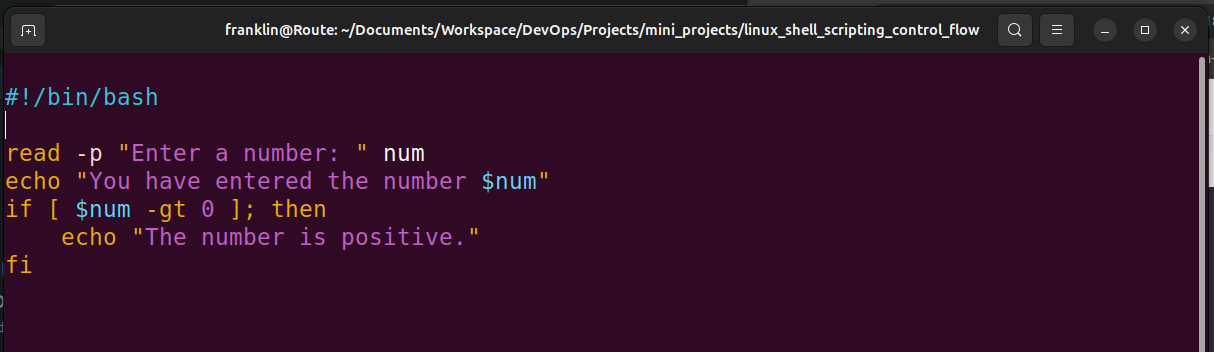 franklin@Route: ~/Documents/Workspace/DevOps/Projects/mini_projects/linux_shell_scripting_control_flow
#!/bin/bash
read -p "Enter a number: " num
echo "You have entered the number $num"
if [ $num -gt 0 ]; then
    echo "The number is positive."
fi